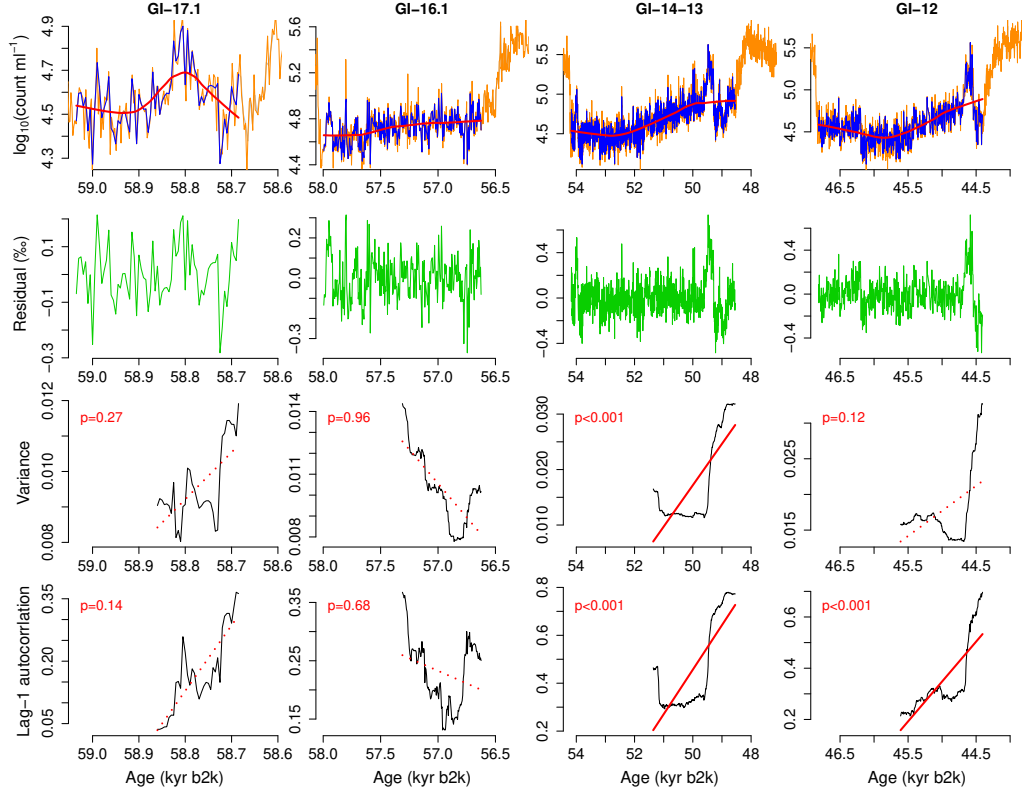 GI−17.1 GI−16.1 GI−14−13 GI−12
log10(count ml−1)
4.3 4.5 4.7 4.9
59.0 58.9 58.8 58.7 58.6
4.4 4.8 5.2 5.6
58.0 57.5 57.0 56.5
4.5 5.0 5.5
54 52 50 48
4.5 5.0 5.5
46.5 45.5 44.4
Residual (‰)
−0.3 −0.1 0.1
59.0 58.9 58.8 58.7
−0.3 0.0 0.2
58.0 57.5 57.0 56.5
−0.4 0.0 0.4
54 52 50 48
−0.4 0.0 0.4
46.5 45.5 44.4
Variance
0.008 0.010 0.012
p=0.27
59.0 58.9 58.8 58.7
0.008 0.011 0.014
p=0.96
58.0 57.5 57.0 56.5
0.010 0.020 0.030
p<0.001
54 52 50 48
0.015 0.025
p=0.12
46.5 45.5 44.4
Lag−1 autocorrlation
0.05 0.20 0.35
p=0.14
59.0 58.9 58.8 58.7
0.15 0.25 0.35
p=0.68
58.0 57.5 57.0 56.5
0.2 0.4 0.6 0.8
p<0.001
54 52 50 48
0.2 0.4 0.6
p<0.001
46.5 45.5 44.4
Age (kyr b2k) Age (kyr b2k) Age (kyr b2k) Age (kyr b2k)